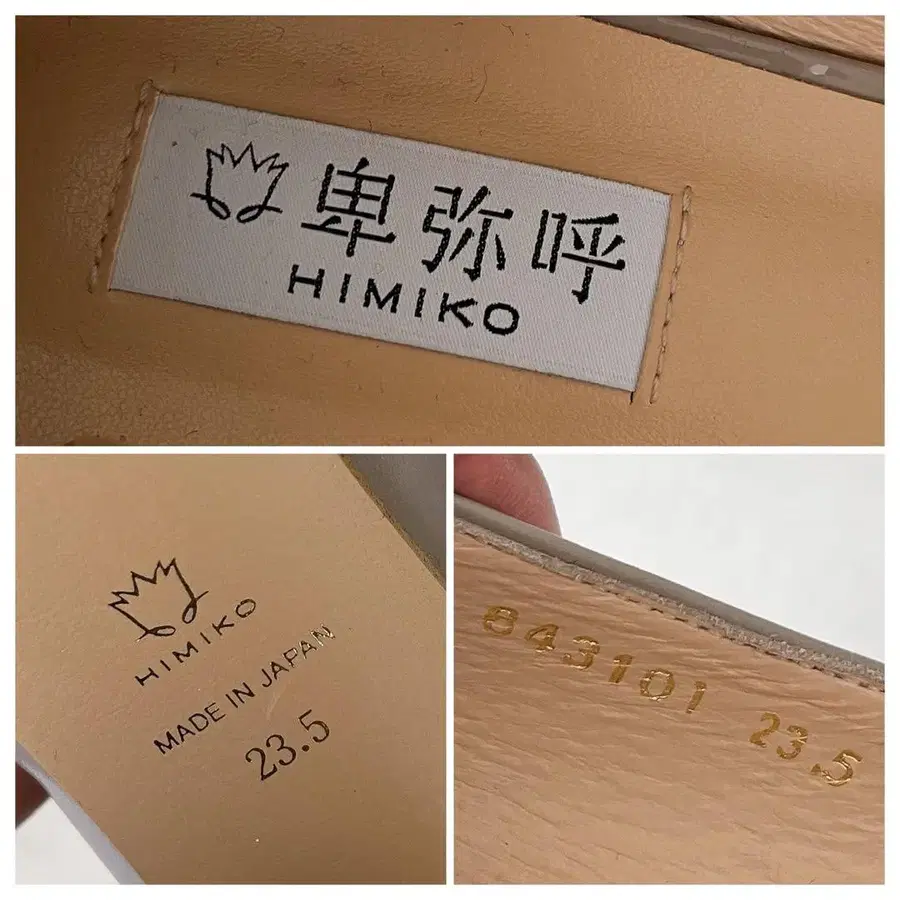 卑弥呼
HIMIKO
HIMIKO
MADE IN JAPAN
23.5
843101 23.5